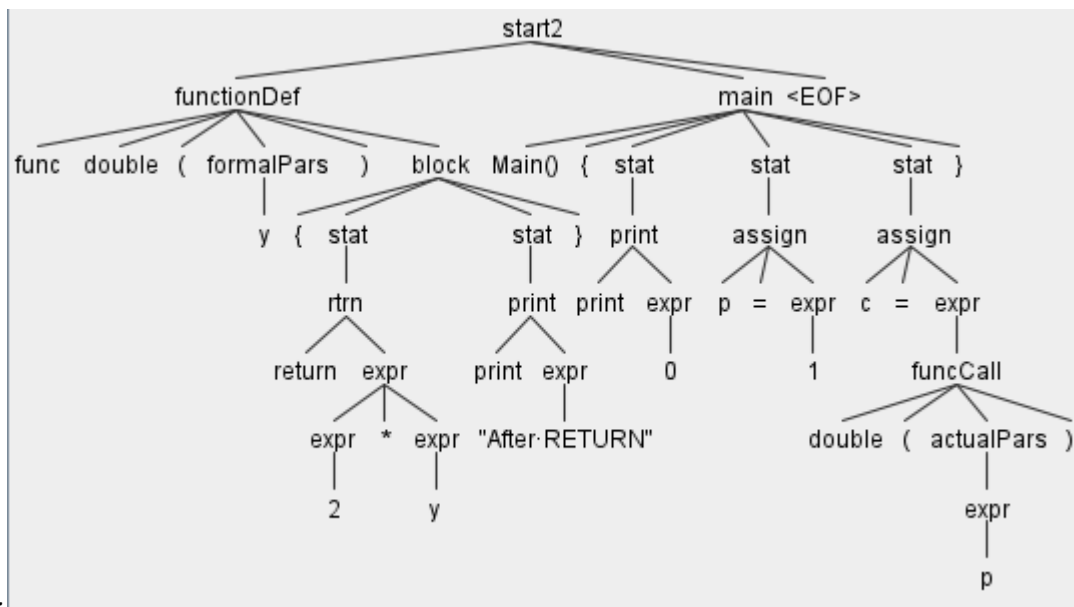 start2
functionDef main <EOF>
func double ( formalPars ) block Main() { stat stat stat }
y { stat stat } print assign assign
rtrn print print expr p = expr c = expr
return expr print expr 0 1 funcCall
expr * expr "After·RETURN" double ( actualPars )
2 y expr
p